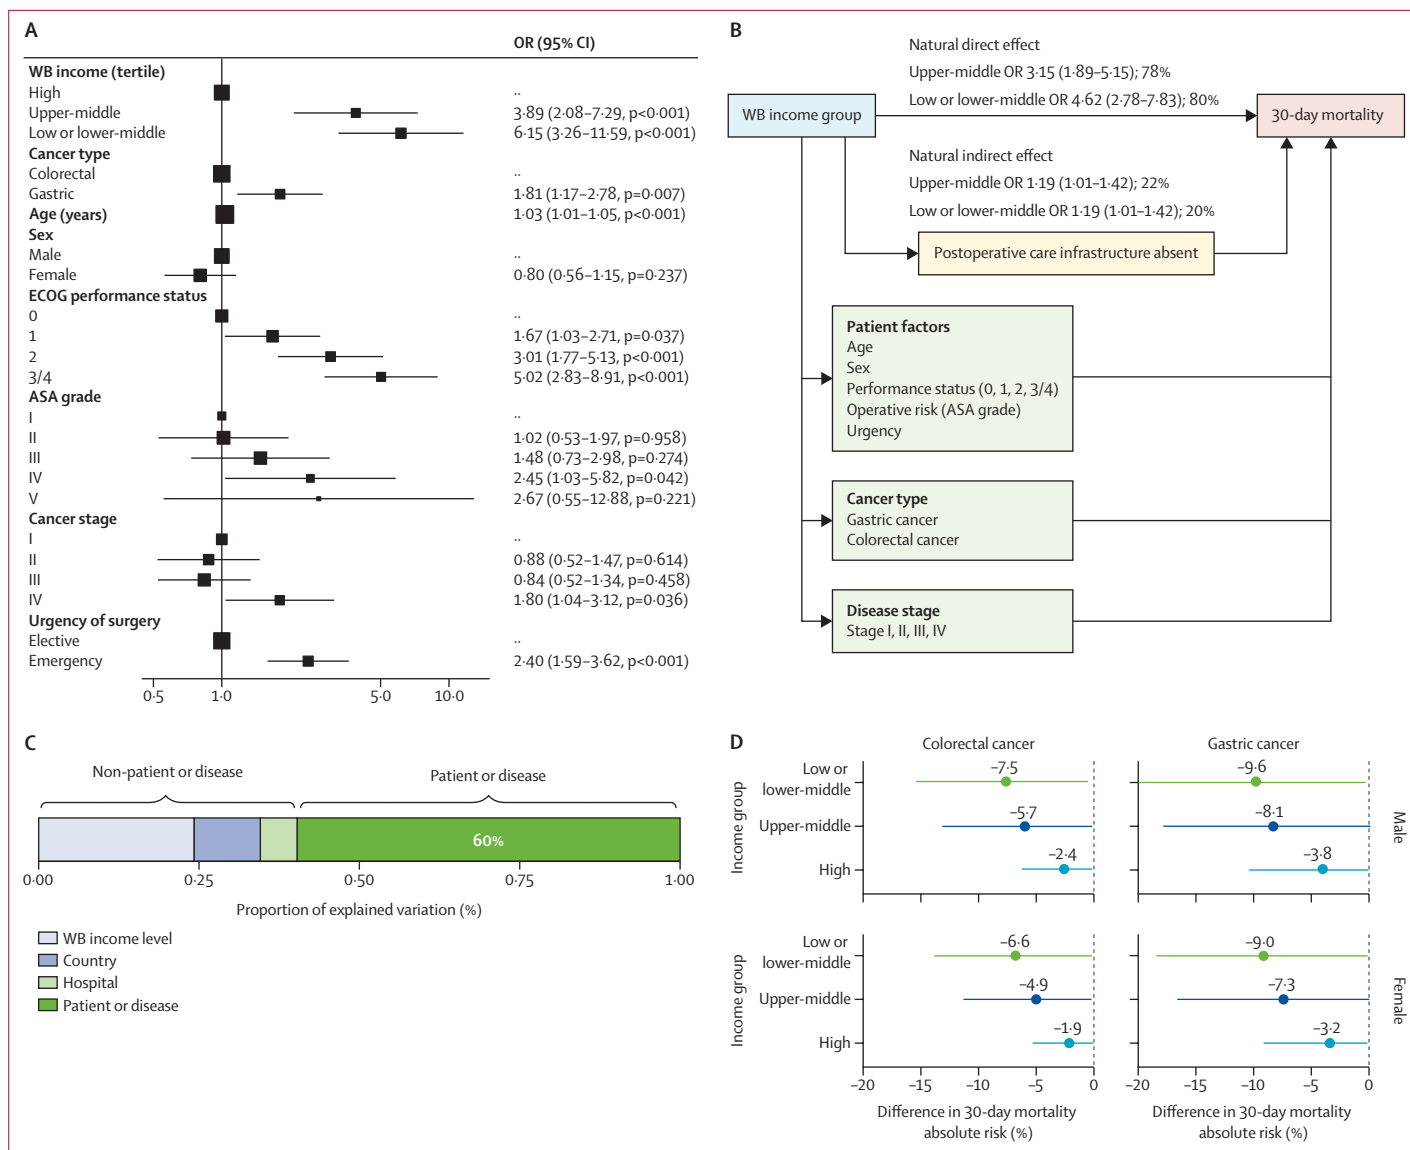 A
OR (95% CI)
WB income (tertile)
High ··
Upper-middle 3·89 (2·08–7·29, p<0·001)
Low or lower-middle 6·15 (3·26–11·59, p<0·001)
Cancer type
Colorectal ··
Gastric 1·81 (1·17–2·78, p=0·007)
Age (years) 1·03 (1·01–1·05, p<0·001)
Sex
Male ··
Female 0·80 (0·56–1·15, p=0·237)
ECOG performance status
0 ··
1 1·67 (1·03–2·71, p=0·037)
2 3·01 (1·77–5·13, p<0·001)
3/4 5·02 (2·83–8·91, p<0·001)
ASA grade
I ··
II 1·02 (0·53–1·97, p=0·958)
III 1·48 (0·73–2·98, p=0·274)
IV 2·45 (1·03–5·82, p=0·042)
V 2·67 (0·55–12·88, p=0·221)
Cancer stage
I ··
II 0·88 (0·52–1·47, p=0·614)
III 0·84 (0·52–1·34, p=0·458)
IV 1·80 (1·04–3·12, p=0·036)
Urgency of surgery
Elective ··
Emergency 2·40 (1·59–3·62, p<0·001)
0·5 1·0 5·0 10·0
B
Natural direct effect
Upper-middle OR 3·15 (1·89–5·15); 78%
Low or lower-middle OR 4·62 (2·78–7·83); 80%
WB income group
30-day mortality
Natural indirect effect
Upper-middle OR 1·19 (1·01–1·42); 22%
Low or lower-middle OR 1·19 (1·01–1·42); 20%
Postoperative care infrastructure absent
Patient factors
Age
Sex
Performance status (0, 1, 2, 3/4)
Operative risk (ASA grade)
Urgency
Cancer type
Gastric cancer
Colorectal cancer
Disease stage
Stage I, II, III, IV
C
Non-patient or disease Patient or disease
60%
0·00 0·25 0·50 0·75 1·00
Proportion of explained variation (%)
WB income level
Country
Hospital
Patient or disease
D
Colorectal cancer Gastric cancer
Income group
Low or
lower-middle
Upper-middle
High
–7·5
–5·7
–2·4
–9·6
–8·1
–3·8
Male
Income group
Low or
lower-middle
Upper-middle
High
–6·6
–4·9
–1·9
–9·0
–7·3
–3·2
Female
–20 –15 –10 –5 0 –20 –15 –10 –5 0
Difference in 30-day mortality
absolute risk (%)
Difference in 30-day mortality
absolute risk (%)